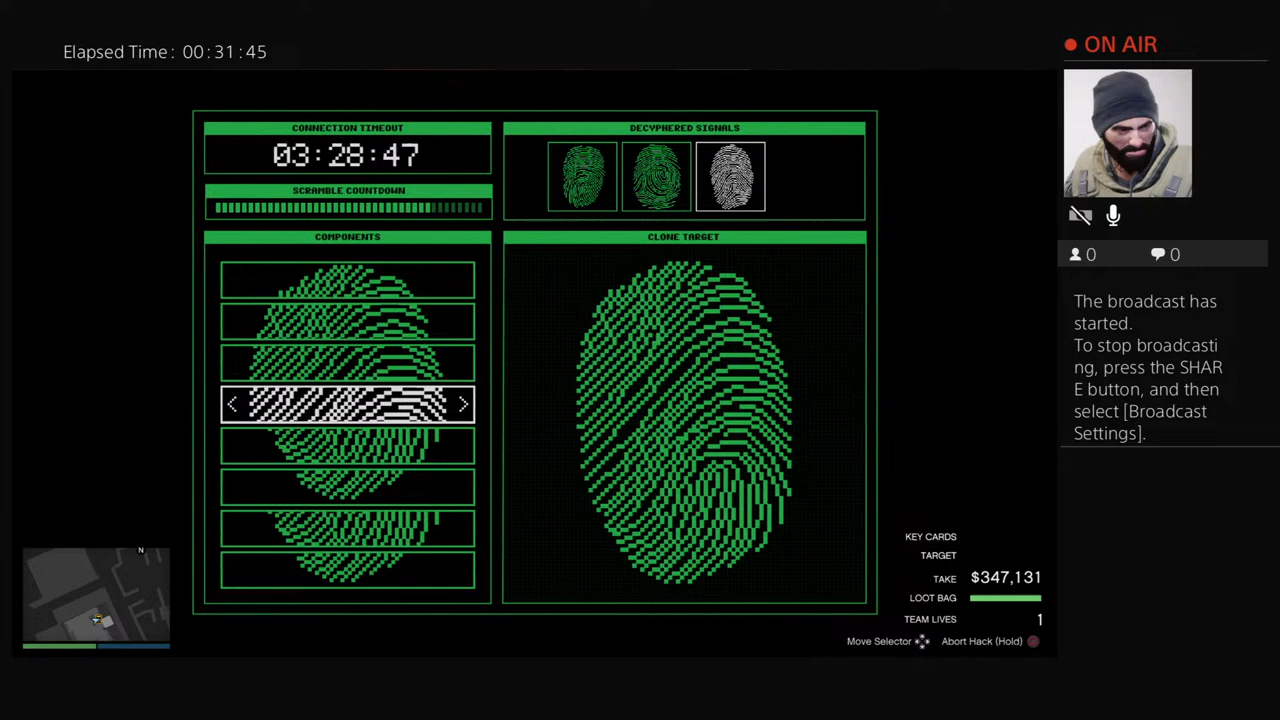 Elapsed Time: 00:31:45
ON AIR
CONNECTION TIMEOUT
03:28:47
DECYPHERED SIGNALS
SCRAMBLE COUNTDOWN
COMPONENTS
CLONE TARGET
0 0
The broadcast has
started.
To stop broadcasti
ng, press the SHAR
E button, and then
select [Broadcast
Settings].
N
KEY CARDS
TARGET
TAKE $347,131
LOOT BAG
TEAM LIVES 1
Move Selector Abort Hack (Hold)